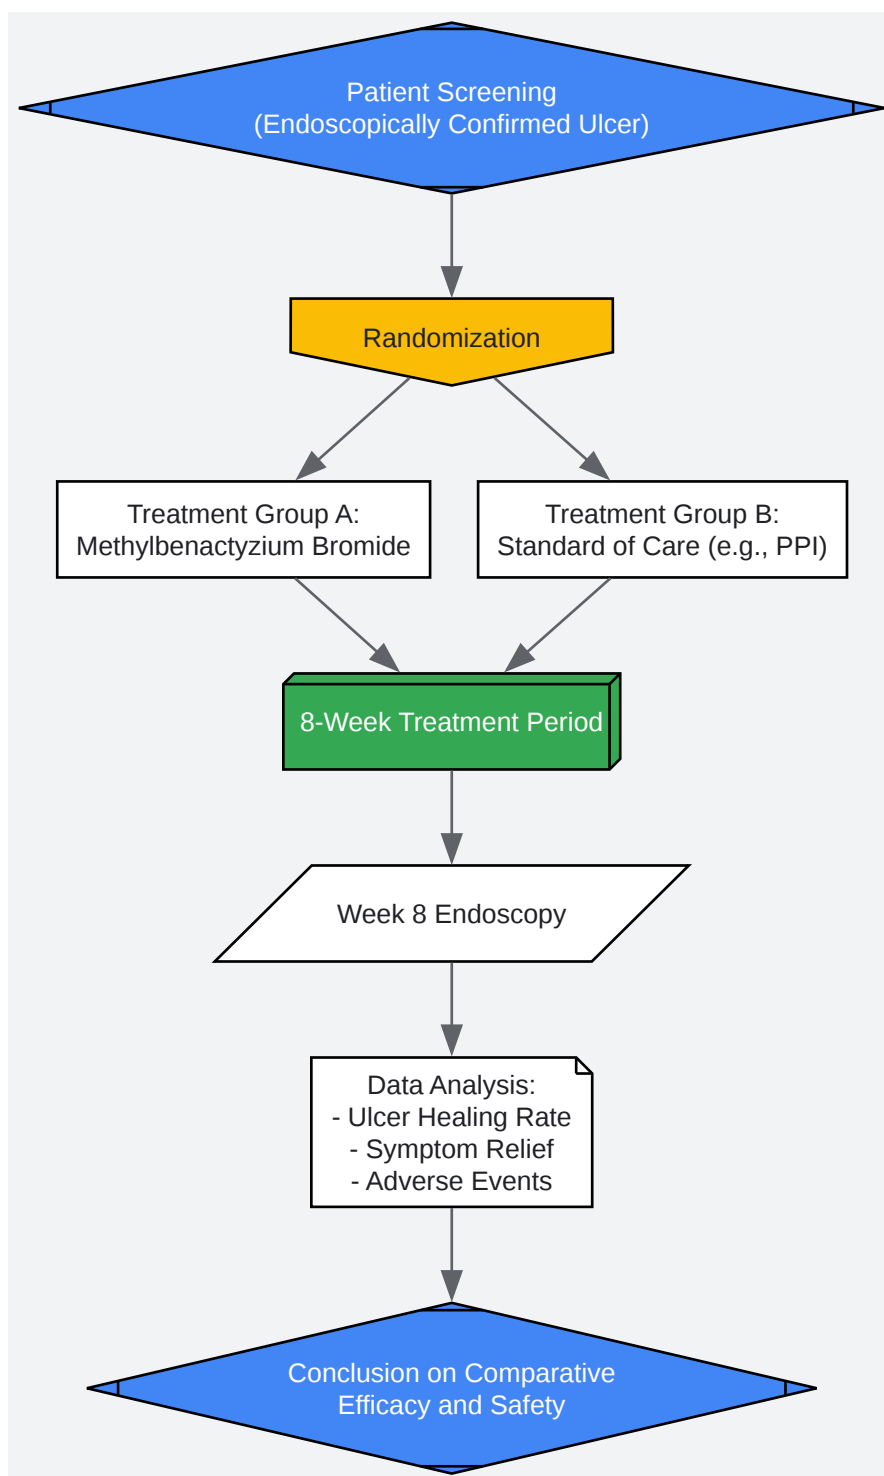 Patient Screening
(Endoscopically Confirmed Ulcer)
Randomization
Treatment Group A:
Methylbenactyzium Bromide
Treatment Group B:
Standard of Care (e.g., PPI)
8-Week Treatment Period
Week 8 Endoscopy
Data Analysis:
- Ulcer Healing Rate
- Symptom Relief
- Adverse Events
Conclusion on Comparative
Efficacy and Safety